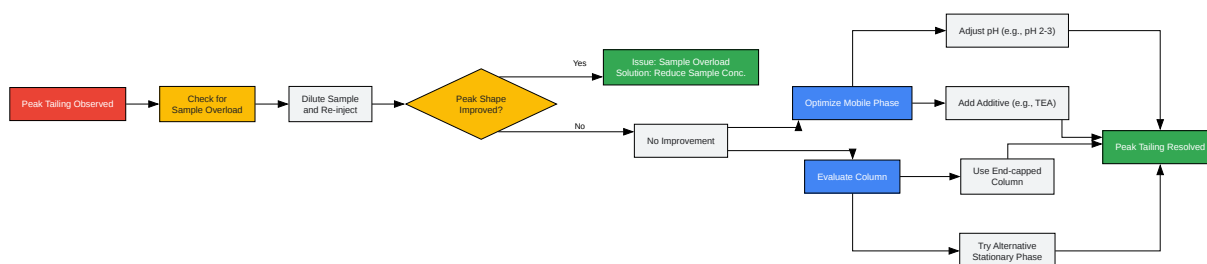 Peak Tailing Observed
Check for
Sample Overload
Dilute Sample
and Re-inject
Peak Shape
Improved?
Yes
Issue: Sample Overload
Solution: Reduce Sample Conc.
No
No Improvement
Optimize Mobile Phase
Adjust pH (e.g., pH 2-3)
Add Additive (e.g., TEA)
Evaluate Column
Use End-capped
Column
Try Alternative
Stationary Phase
Peak Tailing Resolved